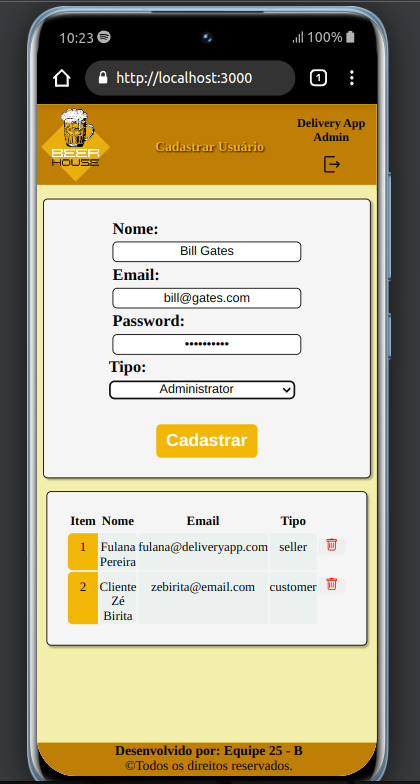 10:23 100%
http://localhost:3000 1
BEER
HOUSE
Cadastrar Usuário
Delivery App
Admin
Nome:
Bill Gates
Email:
bill@gates.com
Password:
••••••••••
Tipo:
Administrator
Cadastrar
Item Nome Email Tipo
1 Fulana fulana@deliveryapp.com seller
Pereira
2 Cliente zebirita@email.com customer
Zé
Birita
Desenvolvido por: Equipe 25 - B
©Todos os direitos reservados.